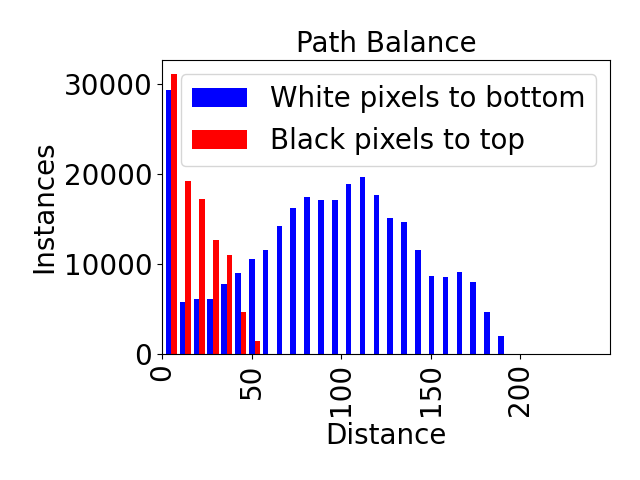 Path Balance
White pixels to bottom
Black pixels to top
Instances
30000
20000
10000
0
0
50
100
150
200
Distance